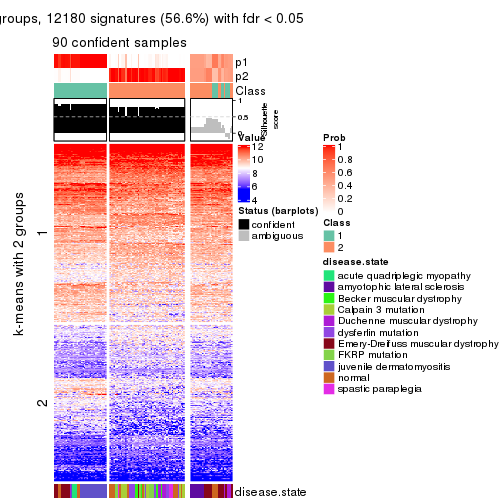 groups, 12180 signatures (56.6%) with fdr < 0.05
90 confident samples
p1
p2
Class
1
0.5
0
Silhouette
score
Value
12
10
8
6
4
Prob
1
0.8
0.6
0.4
0.2
0
Status (barplots)
confident
ambiguous
Class
1
2
disease.state
acute quadriplegic myopathy
amyotophic lateral sclerosis
Becker muscular dystrophy
Calpain 3 mutation
Duchenne muscular dystrophy
dysferlin mutation
Emery-Dreifuss muscular dystrophy
FKRP mutation
juvenile dermatomyositis
normal
spastic paraplegia
k-means with 2 groups
1
2
disease.state